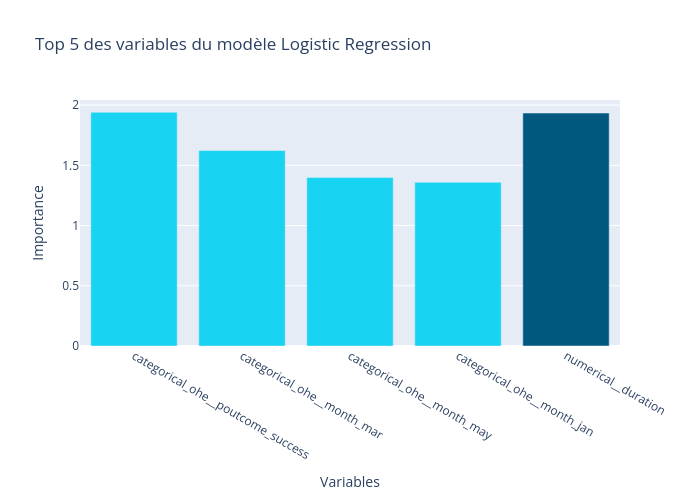 Top 5 des variables du modèle Logistic Regression
Importance
2
1.5
1
0.5
0
categorical_ohe__poutcome_success
categorical_ohe__month_mar
categorical_ohe__month_may
categorical_ohe__month_jan
numerical__duration
Variables